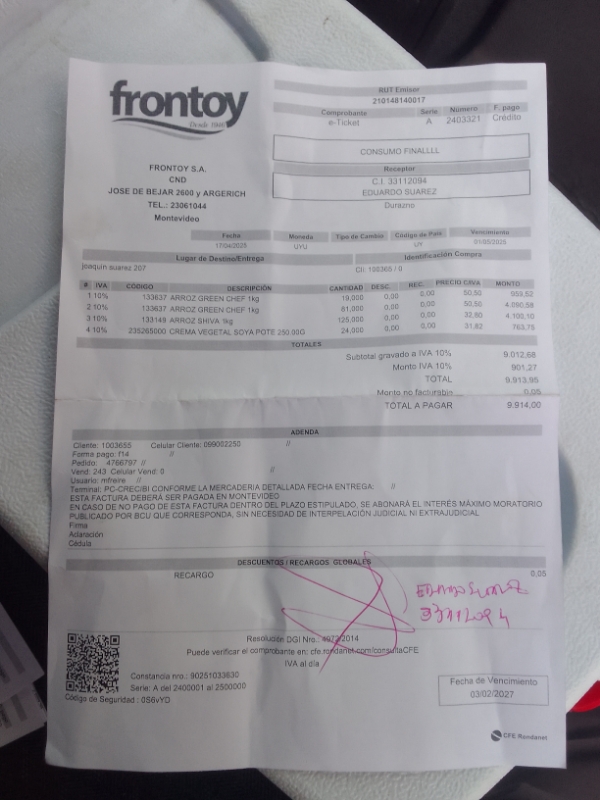 frontoy
Desde 1940
FRONTOY S.A.
CND
JOSE DE BEJAR 2600 y ARGERICH
TEL.: 23061044
Montevideo
RUT Emisor
210148140017
Comprobante Serie Número F. pago
e-Ticket A 2403321 Crédito
CONSUMO FINALLLL
Receptor
C.I. 33112094
EDUARDO SUAREZ
Durazno
Fecha Moneda Tipo de Cambio Código de País Vencimiento
17/04/2025 UYU UY 01/05/2025
Lugar de Destino/Entrega Identificación Compra
joaquin suarez 207 Cli: 100365 / 0
# IVA CÓDIGO DESCRIPCIÓN CANTIDAD DESC. REC. PRECIO C/IVA MONTO
1 10% 133637 ARROZ GREEN CHEF 1kg 19,000 0,00 0,00 50,50 959,52
2 10% 133637 ARROZ GREEN CHEF 1kg 81,000 0,00 0,00 50,50 4.090,58
3 10% 133149 ARROZ SHIVA 1kg 125,000 0,00 0,00 32,80 4.100,10
4 10% 235265000 CREMA VEGETAL SOYA POTE 250.00G 24,000 0,00 0,00 31,82 763,75
TOTALES
Subtotal gravado a IVA 10% 9.012,68
Monto IVA 10% 901,27
TOTAL 9.913,95
Monto no facturable 0,05
TOTAL A PAGAR 9.914,00
ADENDA
Cliente: 1003655 Celular Cliente: 099002250 //
Forma pago: f14 //
Pedido: 4766797 //
Vend: 243 Celular Vend: 0 //
Usuario: mfreire //
Terminal: PC-CRECIBI CONFORME LA MERCADERIA DETALLADA FECHA ENTREGA: //
ESTA FACTURA DEBERÁ SER PAGADA EN MONTEVIDEO
EN CASO DE NO PAGO DE ESTA FACTURA DENTRO DEL PLAZO ESTIPULADO, SE ABONARÁ EL INTERÉS MÁXIMO MORATORIO
PUBLICADO POR BCU QUE CORRESPONDA, SIN NECESIDAD DE INTERPELACIÓN JUDICIAL NI EXTRAJUDICIAL
Firma
Aclaración
Cédula
DESCUENTOS / RECARGOS GLOBALES
RECARGO 0,05
33112094
Resolución DGI Nro.: 4972/2014
Puede verificar el comprobante en: cfe.rondanet.com/consultaCFE
IVA al día
Constancia nro.: 90251033630
Serie: A del 2400001 al 2500000
Código de Seguridad : 0S6vYD
Fecha de Vencimiento
03/02/2027
CFE Rondanet